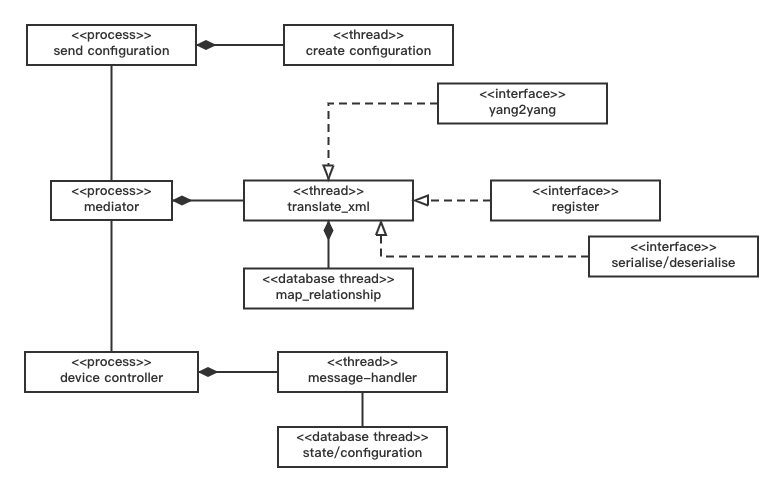 <<process>>
send configuration
<<thread>>
create configuration
<<interface>>
yang2yang
<<process>>
mediator
<<thread>>
translate_xml
<<interface>>
register
<<interface>>
serialise/deserialise
<<database thread>>
map_relationship
<<process>>
device controller
<<thread>>
message-handler
<<database thread>>
state/configuration